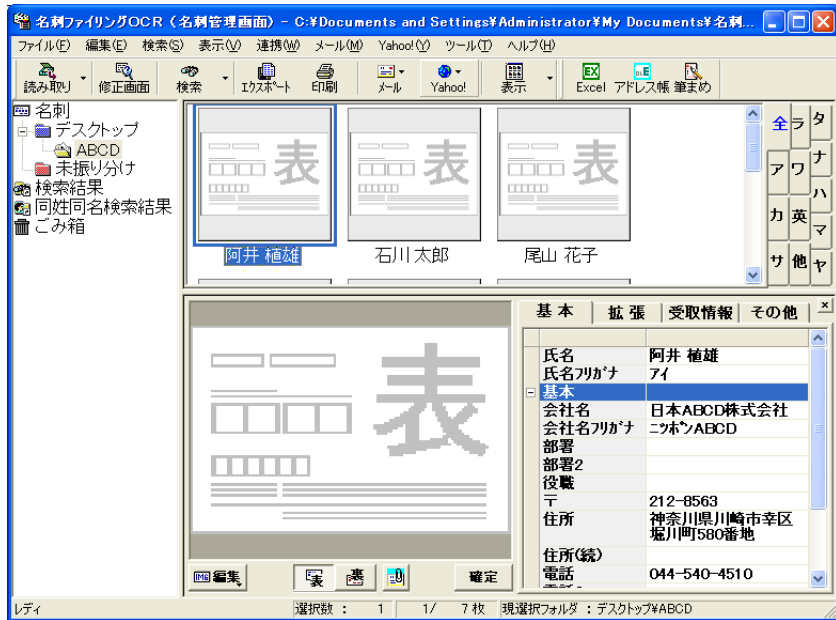 名刺ファイリングOCR（名刺管理画面）- C:¥Documents and Settings¥Administrator¥My Documents¥名刺...
ファイル(F) 編集(E) 検索(S) 表示(V) 連携(W) メール(M) Yahoo!(Y) ツール(T) ヘルプ(H)
読み取り 修正画面 検索 エクスポート 印刷 メール Yahoo! 表示 Excel アドレス帳 筆まめ
名刺
デスクトップ
ABCD
未振り分け
検索結果
同姓同名検索結果
ごみ箱
表 表 表
阿井 植雄 石川 太郎 尾山 花子
全 ラ タ
ア ワ ナ
カ 英 ハ
サ 他 マ
ヤ
表
IMG 編集 表 裏 確定
基本 拡張 受取情報 その他
氏名 阿井 植雄
氏名フリガナ アイ
基本
会社名 日本ABCD株式会社
会社名フリガナ ニッポンABCD
部署
部署2
役職
〒 212-8563
住所 神奈川県川崎市幸区
堀川町580番地
住所(続)
電話 044-540-4510
レディ 選択数 : 1 1/ 7枚 現選択フォルダ : デスクトップ¥ABCD